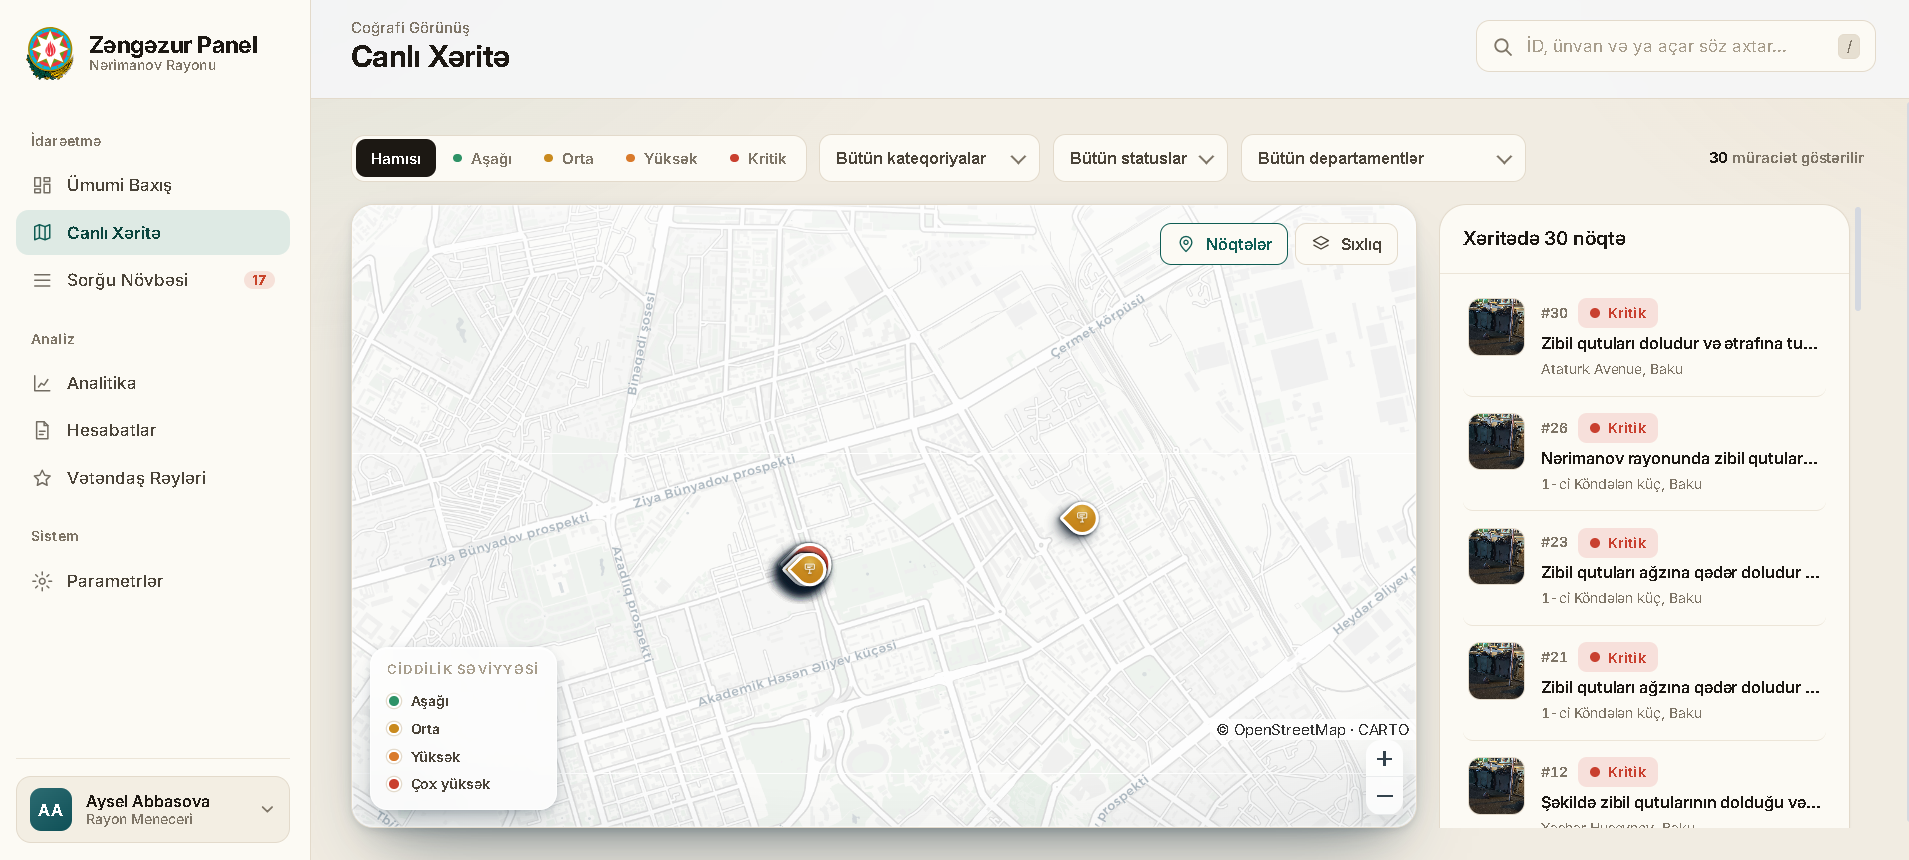 Zəngəzur Panel
Nərimanov Rayonu
İdarəetmə
Ümumi Baxış
Canlı Xəritə
Sorğu Növbəsi 17
Analiz
Analitika
Hesabatlar
Vətəndaş Rəyləri
Sistem
Parametrlər
AA
Aysel Abbasova
Rayon Meneceri
Coğrafi Görünüş
Canlı Xəritə
İD, ünvan və ya açar söz axtar... /
Hamısı Aşağı Orta Yüksək Kritik
Bütün kateqoriyalar
Bütün statuslar
Bütün departamentlər
30 müraciət göstərilir
Nöqtələr
Sıxlıq
Binəqədi şosesi
Çermet körpüsü
Ziya Bünyadov prospekti
Ziya Bünyadov prospekti
Azadlıq prospekti
Akademik Həsən Əliyev küçəsi
Heydər Əliyev p
prospekti
Tbi
CİDDİLİK SƏVİYYƏSİ
Aşağı
Orta
Yüksək
Çox yüksək
© OpenStreetMap · CARTO
+
−
Xəritədə 30 nöqtə
#30 Kritik
Zibil qutuları doludur və ətrafına tu...
Ataturk Avenue, Baku
#26 Kritik
Nərimanov rayonunda zibil qutular...
1-ci Köndələn küç, Baku
#23 Kritik
Zibil qutuları ağzına qədər doludur ...
1-ci Köndələn küç, Baku
#21 Kritik
Zibil qutuları ağzına qədər doludur ...
1-ci Köndələn küç, Baku
#12 Kritik
Şəkildə zibil qutularının dolduğu və...
Yashar Huseynov, Baku